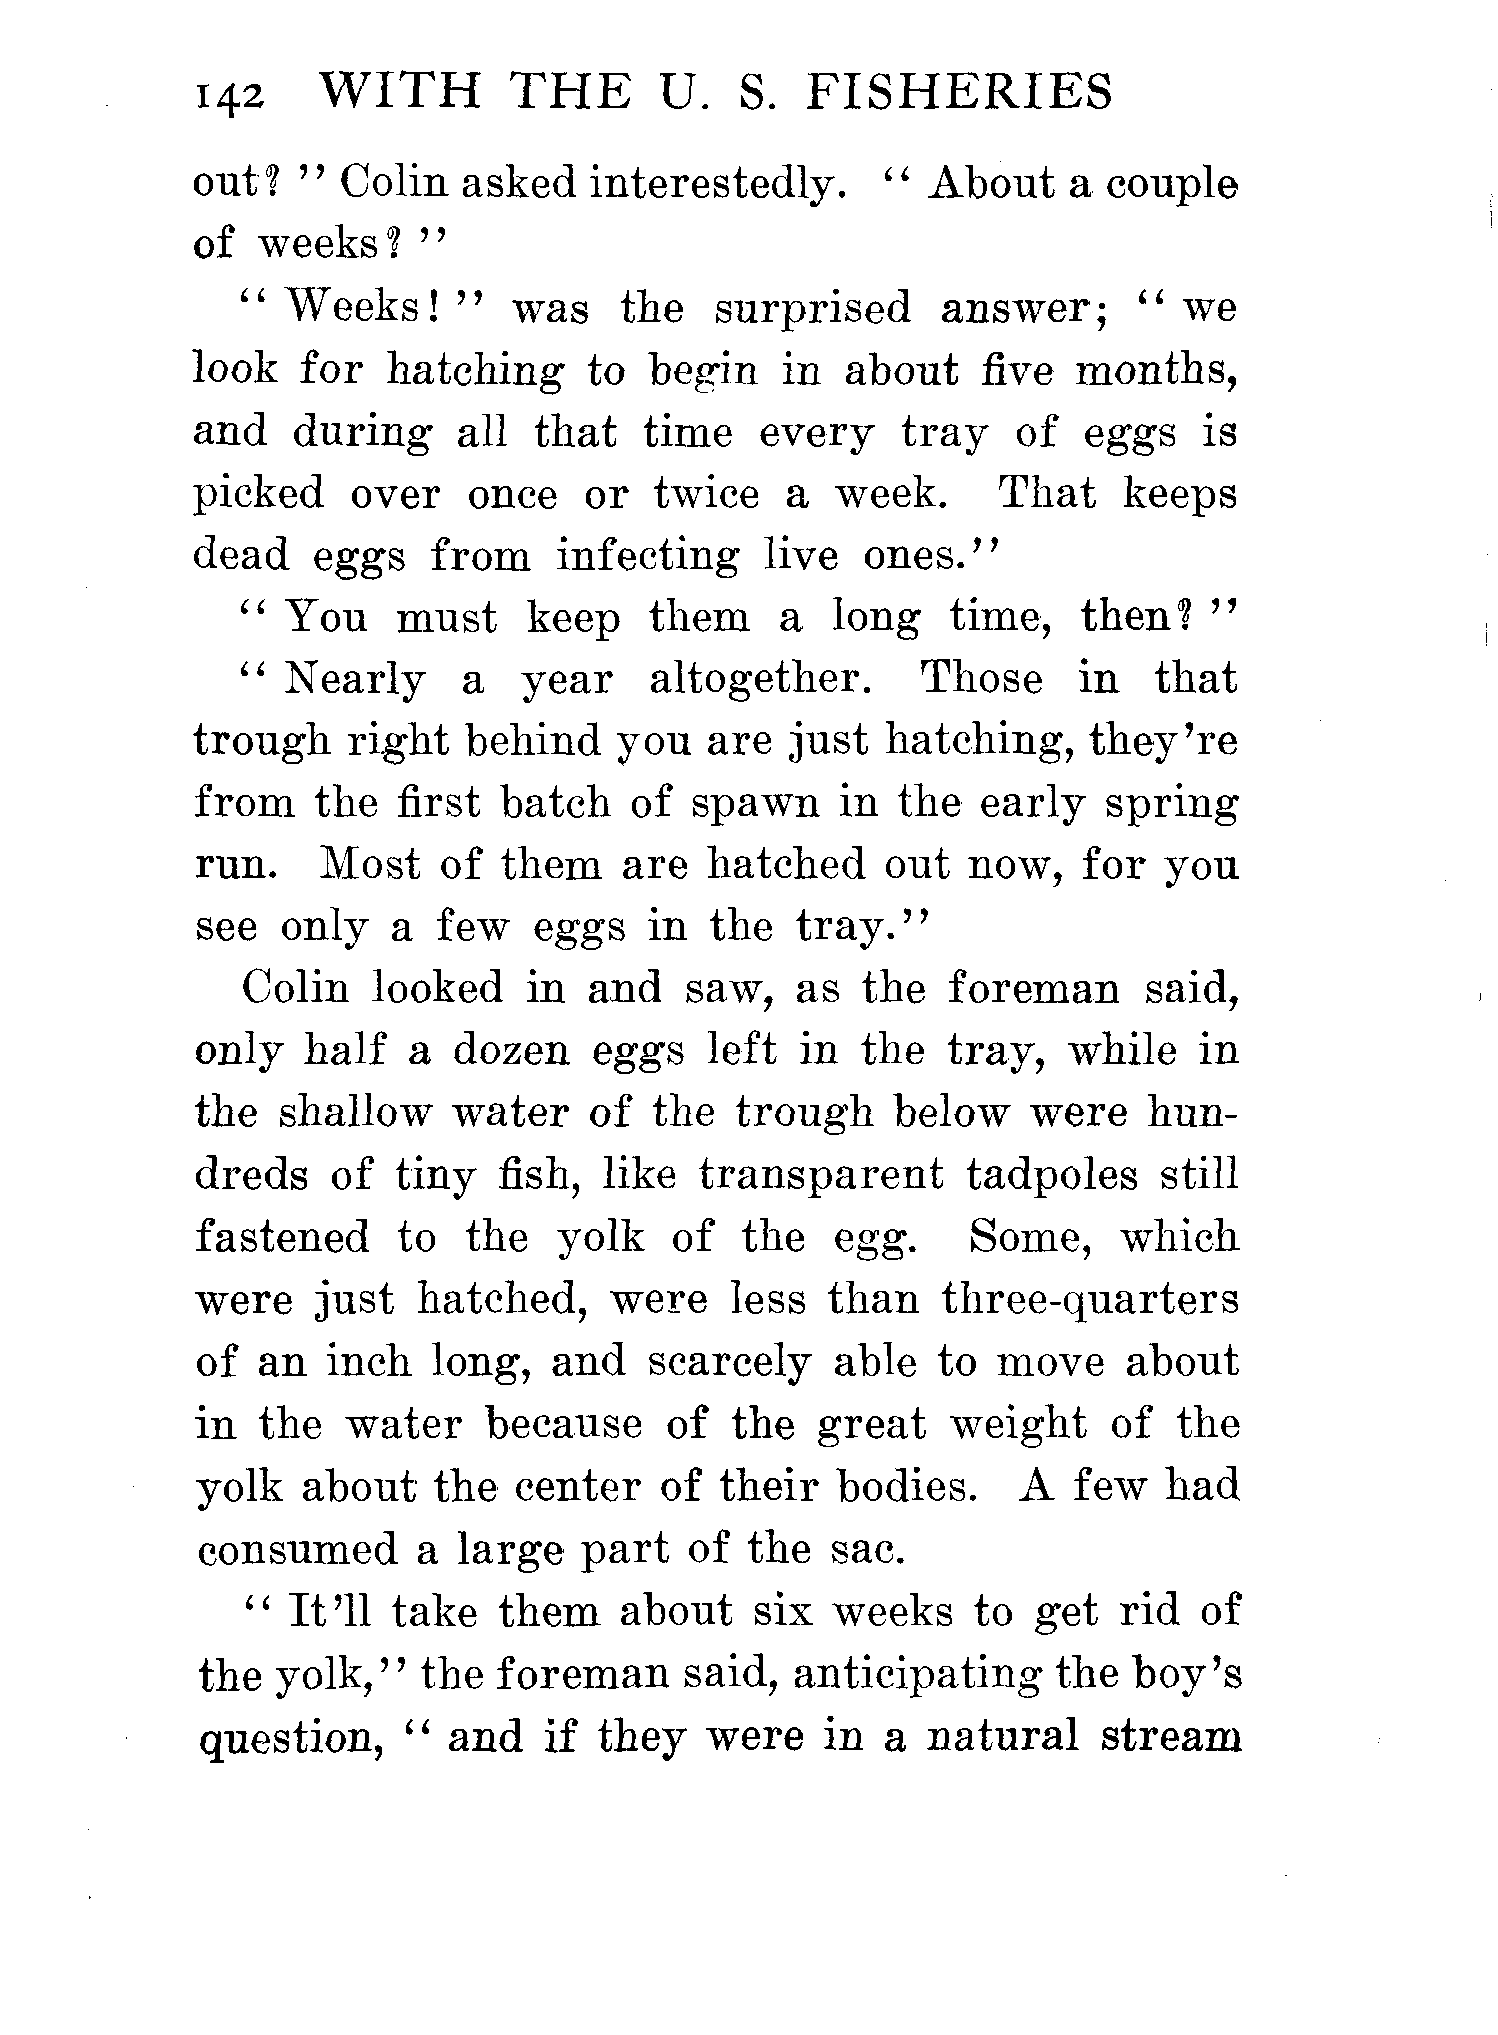 142 WITH THE U. S. FISHERIES
out?" Colin asked interestedly. "About a couple
of weeks?"
"Weeks!" was the surprised answer; "we
look for hatching to begin in about five months,
and during all that time every tray of eggs is
picked over once or twice a week. That keeps
dead eggs from infecting live ones."
"You must keep them a long time, then?"
"Nearly a year altogether. Those in that
trough right behind you are just hatching, they're
from the first batch of spawn in the early spring
run. Most of them are hatched out now, for you
see only a few eggs in the tray."
Colin looked in and saw, as the foreman said,
only half a dozen eggs left in the tray, while in
the shallow water of the trough below were hun-
dreds of tiny fish, like transparent tadpoles still
fastened to the yolk of the egg. Some, which
were just hatched, were less than three-quarters
of an inch long, and scarcely able to move about
in the water because of the great weight of the
yolk about the center of their bodies. A few had
consumed a large part of the sac.
"It'll take them about six weeks to get rid of
the yolk," the foreman said, anticipating the boy's
question, "and if they were in a natural stream